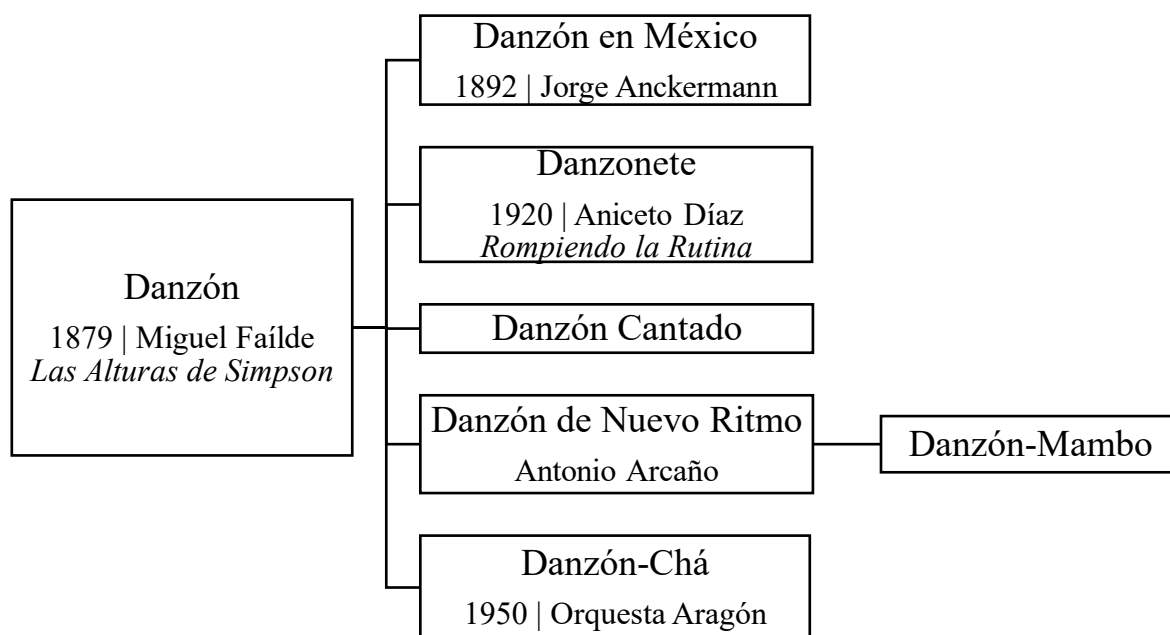 Danzón
1879 | Miguel Faílde
Las Alturas de Simpson
Danzón en México
1892 | Jorge Anckermann
Danzonete
1920 | Aniceto Díaz
Rompiendo la Rutina
Danzón Cantado
Danzón de Nuevo Ritmo
Antonio Arcaño
Danzón-Mambo
Danzón-Chá
1950 | Orquesta Aragón